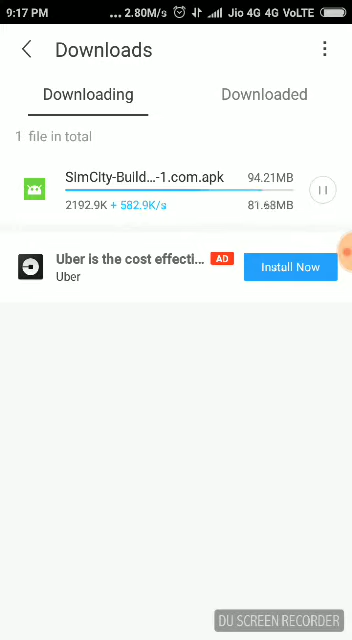 9:17 PM ... 2.80M/s Jio 4G 4G VoLTE
Downloads
Downloading Downloaded
1 file in total
SimCity-Build...-1.com.apk 94.21MB
2192.9K + 582.9K/s 81.68MB
Uber is the cost effecti... AD
Uber
Install Now
DU SCREEN RECORDER